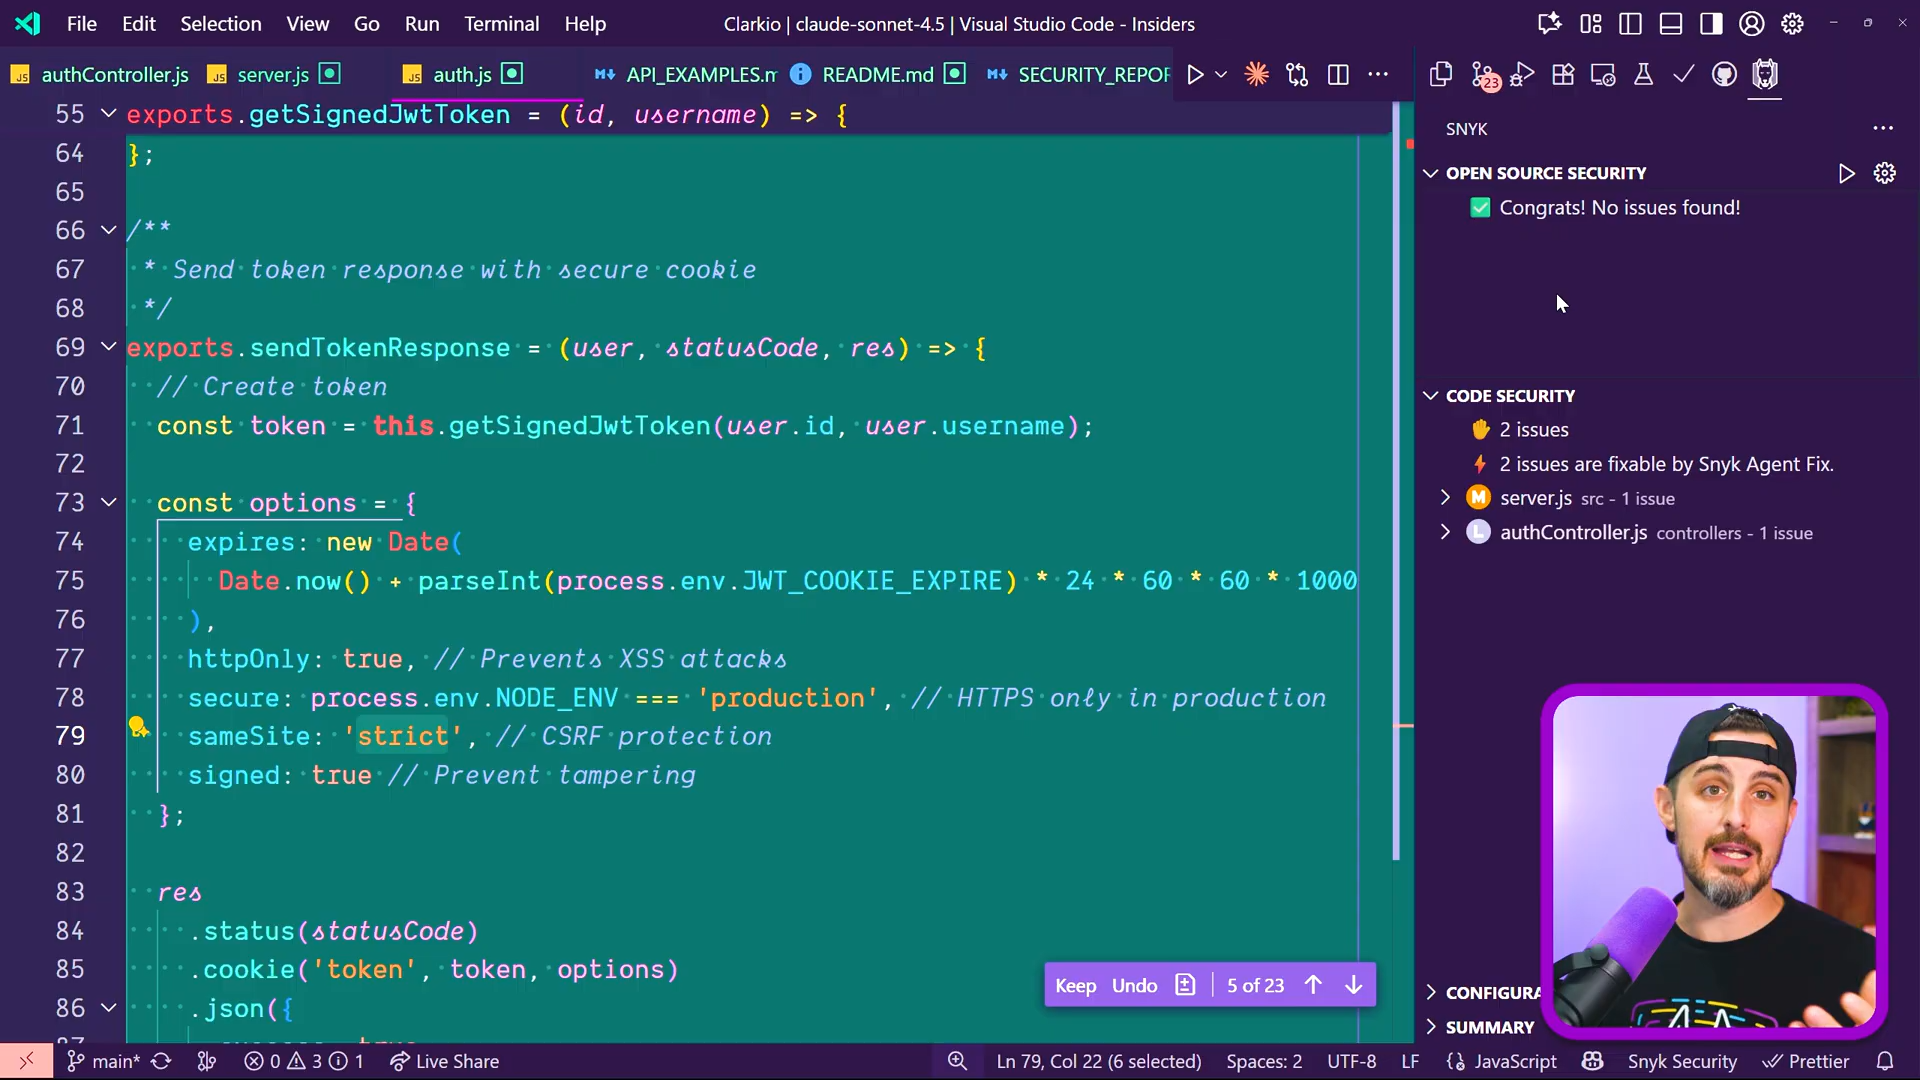 File Edit Selection View Go Run Terminal Help
Clarkio | claude-sonnet-4.5 | Visual Studio Code - Insiders
JS authController.js
JS server.js
JS auth.js
API_EXAMPLES.m
README.md
SECURITY_REPOR
23
55 exports.getSignedJwtToken = (id, username) => {
64 };
65
66 /**
67 * Send token response with secure cookie
68 */
69 exports.sendTokenResponse = (user, statusCode, res) => {
70 // Create token
71 const token = this.getSignedJwtToken(user.id, user.username);
72
73 const options = {
74 expires: new Date(
75 Date.now() + parseInt(process.env.JWT_COOKIE_EXPIRE) * 24 * 60 * 60 * 1000
76 ),
77 httpOnly: true, // Prevents XSS attacks
78 secure: process.env.NODE_ENV === 'production', // HTTPS only in production
79 sameSite: 'strict', // CSRF protection
80 signed: true // Prevent tampering
81 };
82
83 res
84 .status(statusCode)
85 .cookie('token', token, options)
86 .json({
Keep Undo 5 of 23
SNYK
OPEN SOURCE SECURITY
Congrats! No issues found!
CODE SECURITY
2 issues
2 issues are fixable by Snyk Agent Fix.
M server.js src - 1 issue
L authController.js controllers - 1 issue
CONFIGURA
SUMMARY
main* 0 3 1 Live Share
Ln 79, Col 22 (6 selected) Spaces: 2 UTF-8 LF JavaScript Snyk Security Prettier